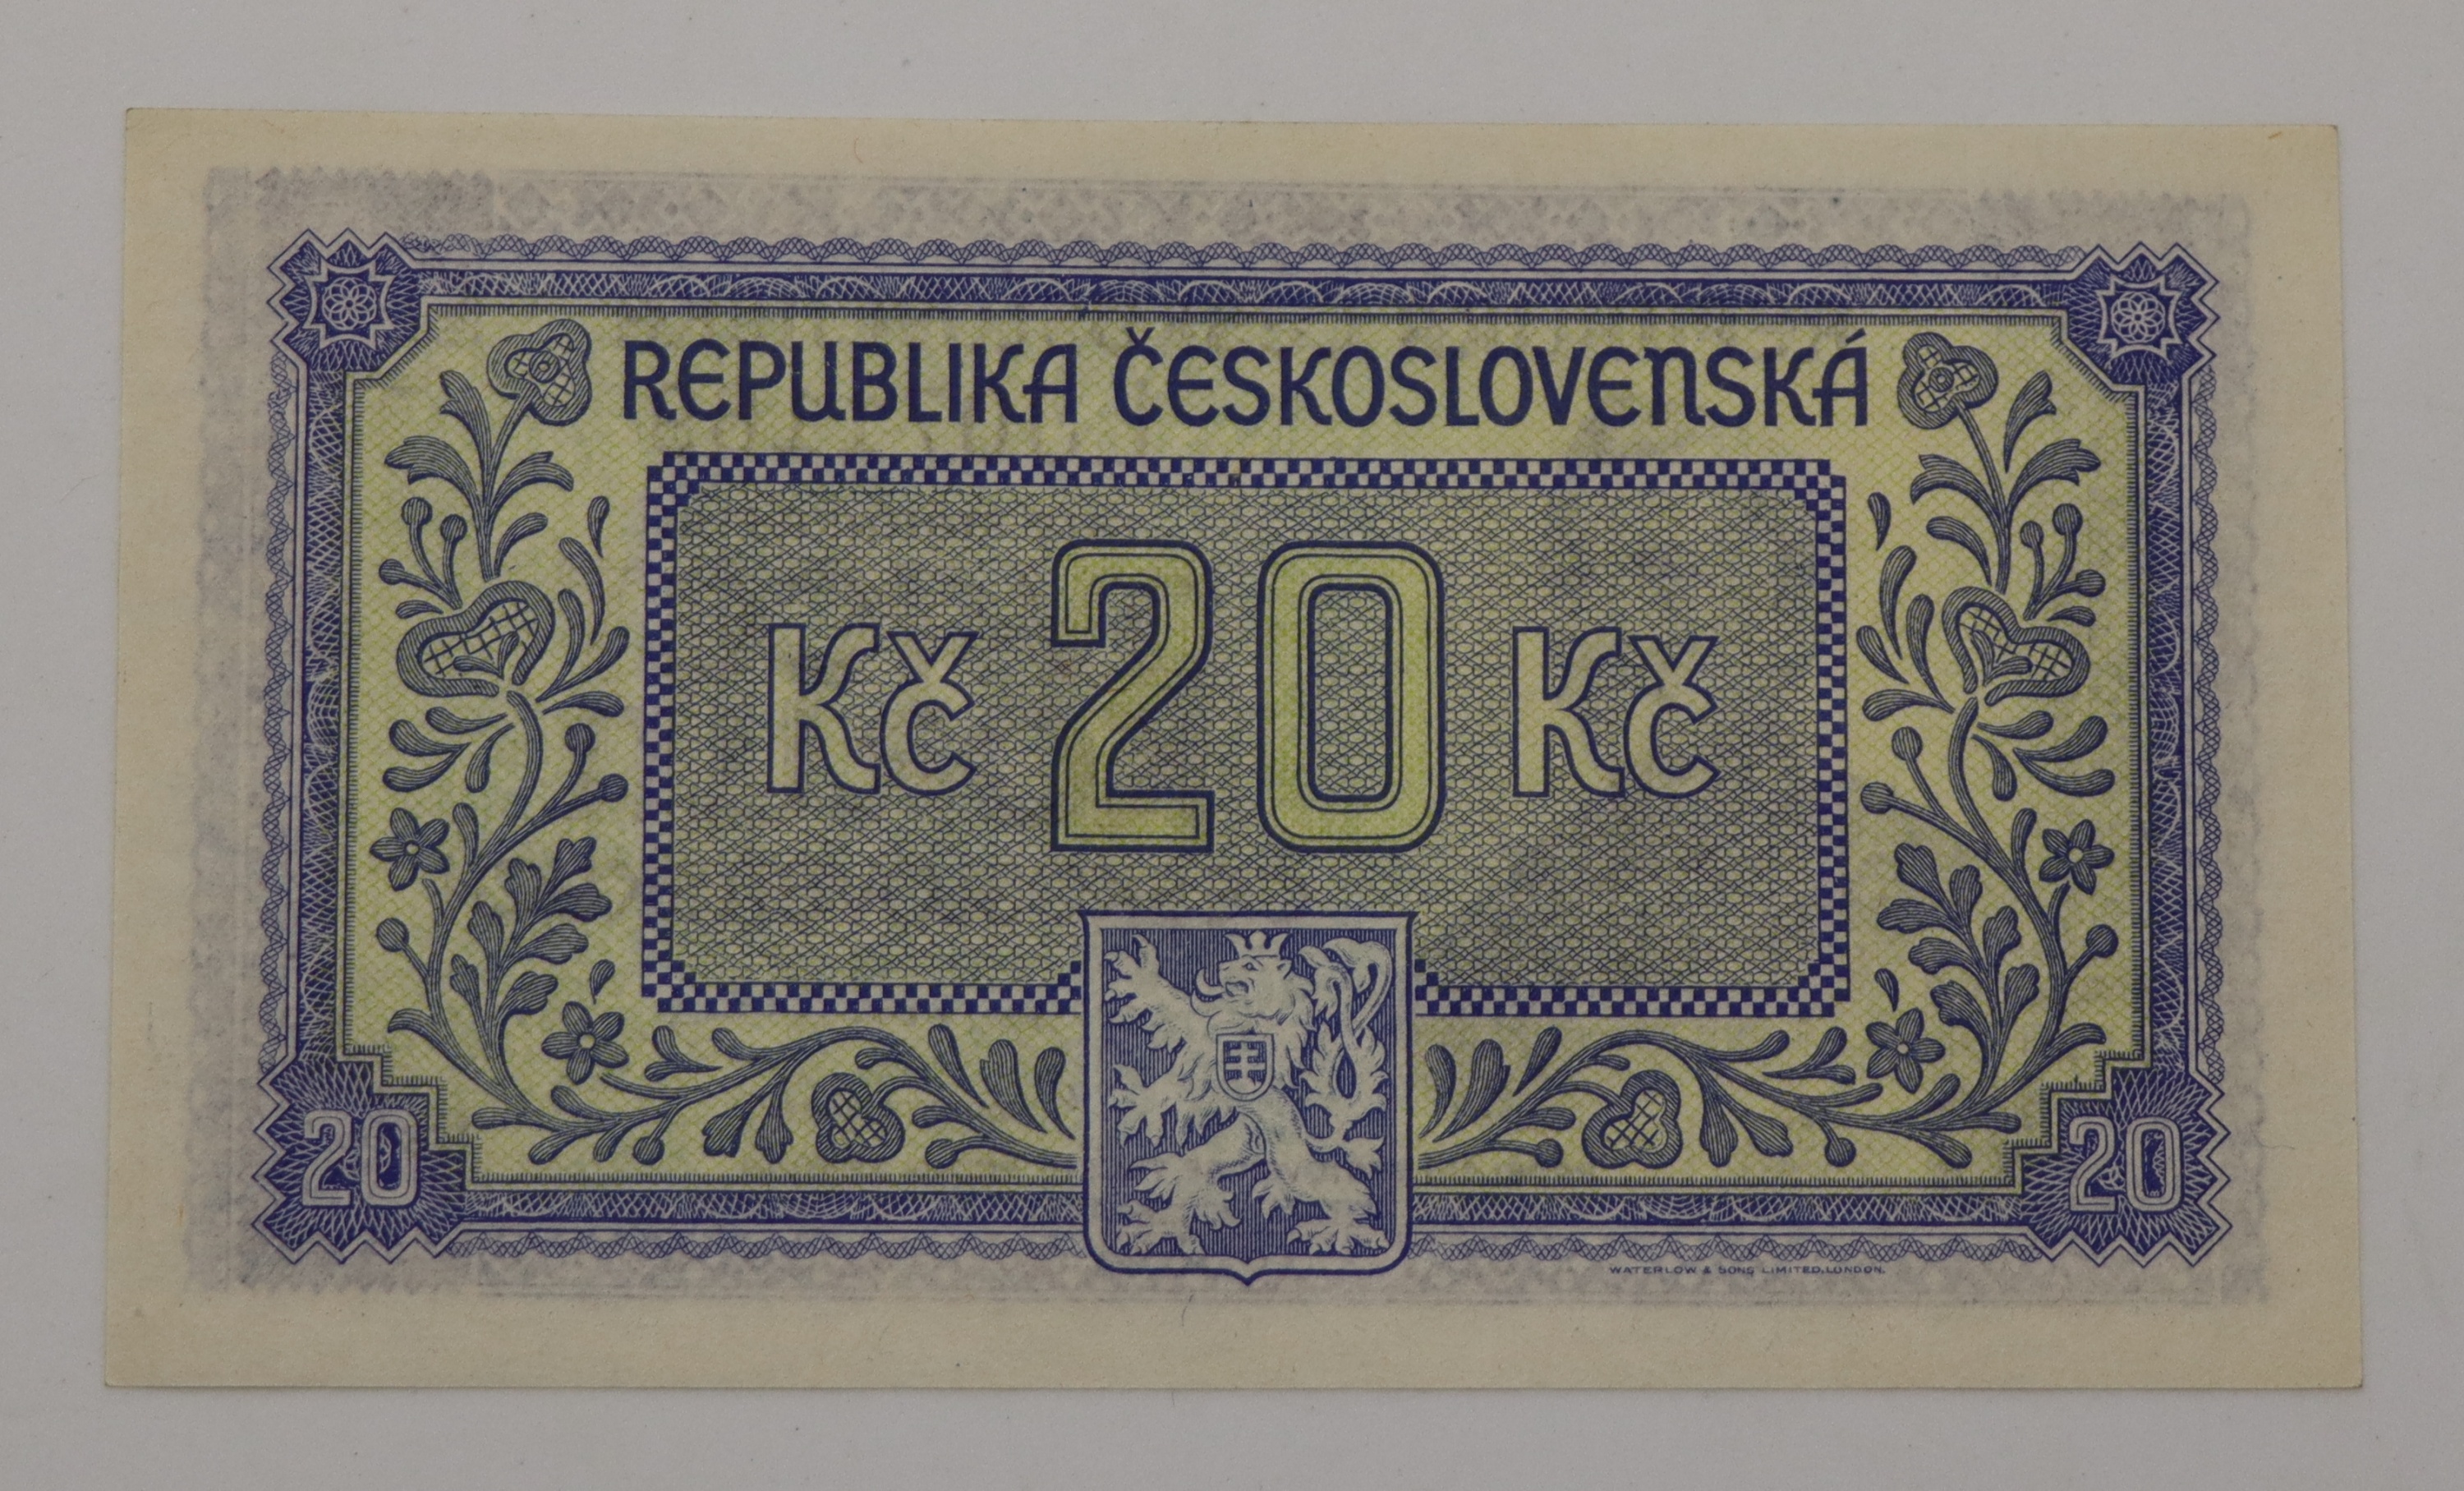 REPUBLIKA ČESKOSLOVENSKÁ
Kč 20 Kč
20 20
WATERLOW & SONS LIMITED, LONDON.